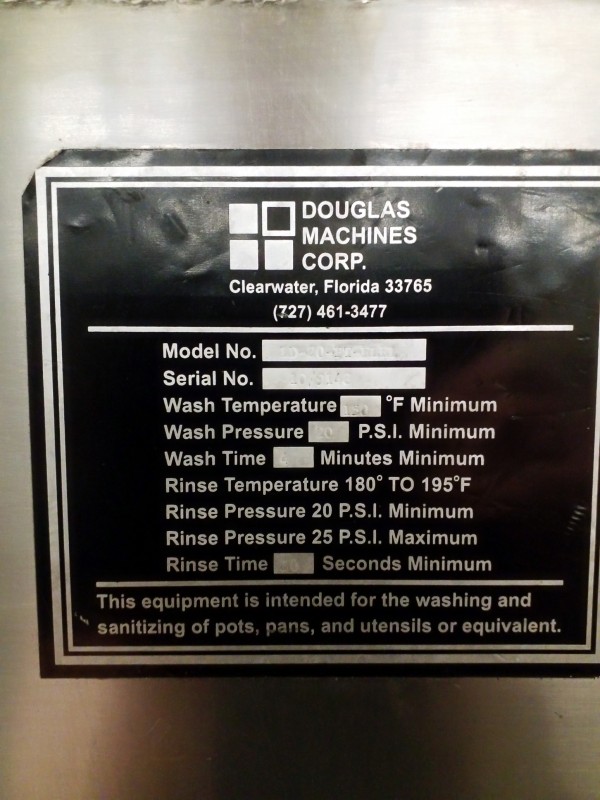 DOUGLAS
MACHINES
CORP.
Clearwater, Florida 33765
(727) 461-3477
Model No.
Serial No.
Wash Temperature °F Minimum
Wash Pressure P.S.I. Minimum
Wash Time Minutes Minimum
Rinse Temperature 180° TO 195°F
Rinse Pressure 20 P.S.I. Minimum
Rinse Pressure 25 P.S.I. Maximum
Rinse Time Seconds Minimum
This equipment is intended for the washing and
sanitizing of pots, pans, and utensils or equivalent.